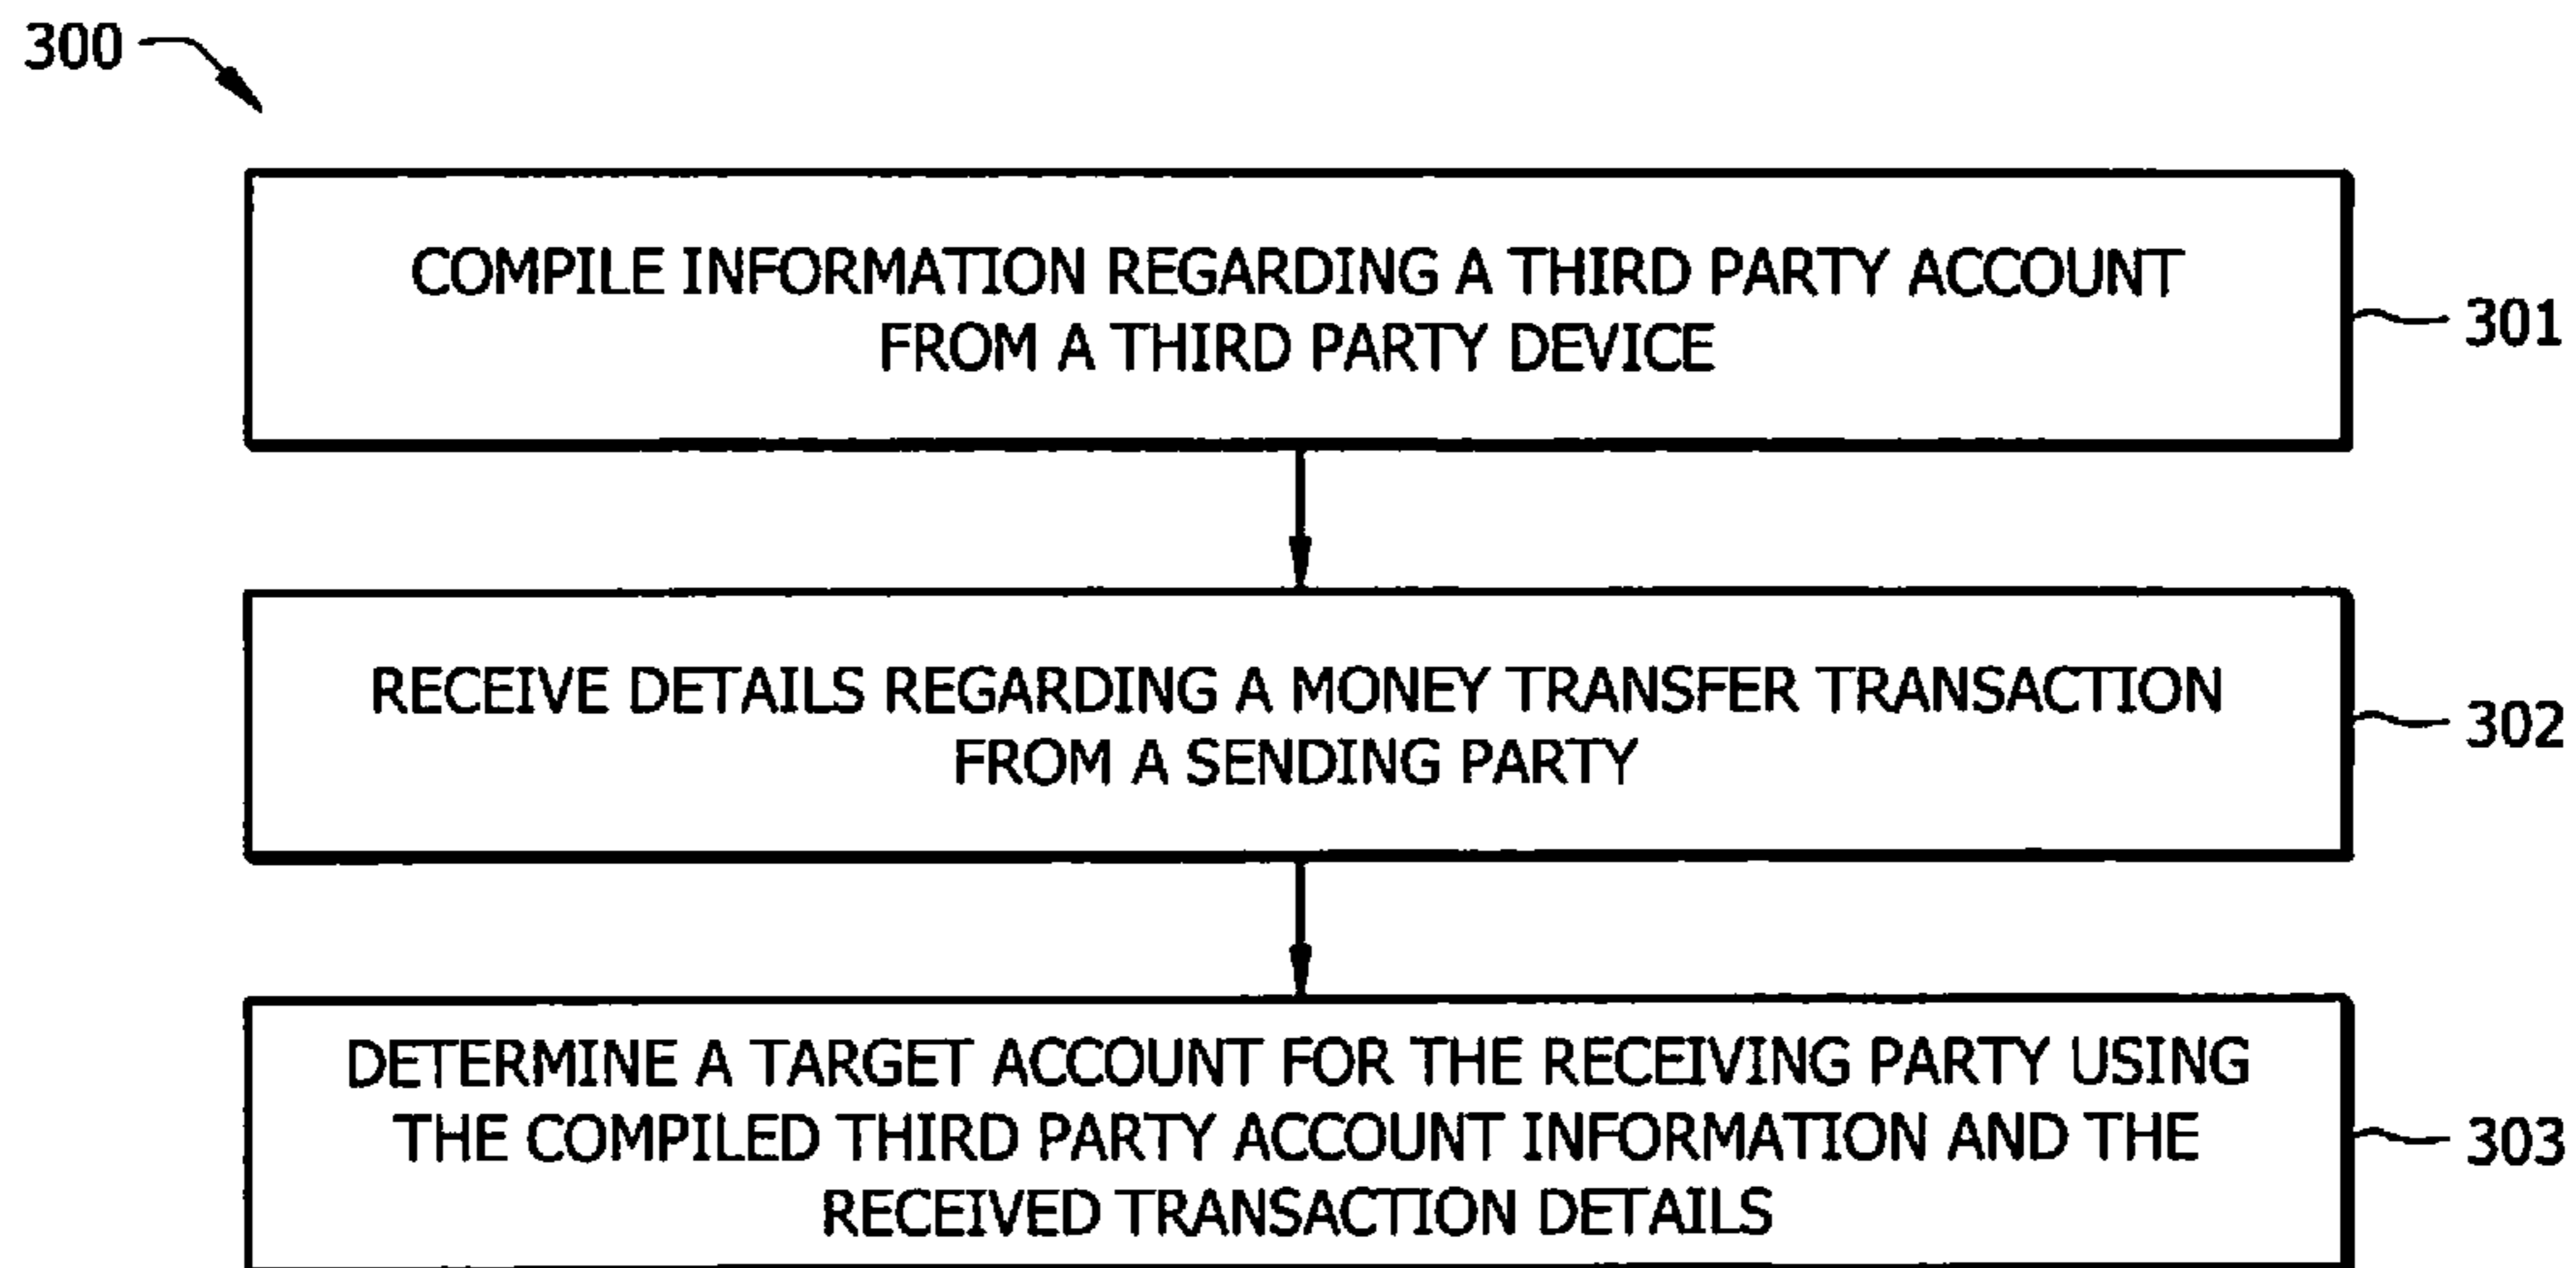 300
COMPILE INFORMATION REGARDING A THIRD PARTY ACCOUNT
FROM A THIRD PARTY DEVICE
301
RECEIVE DETAILS REGARDING A MONEY TRANSFER TRANSACTION
FROM A SENDING PARTY
302
DETERMINE A TARGET ACCOUNT FOR THE RECEIVING PARTY USING
THE COMPILED THIRD PARTY ACCOUNT INFORMATION AND THE
RECEIVED TRANSACTION DETAILS
303